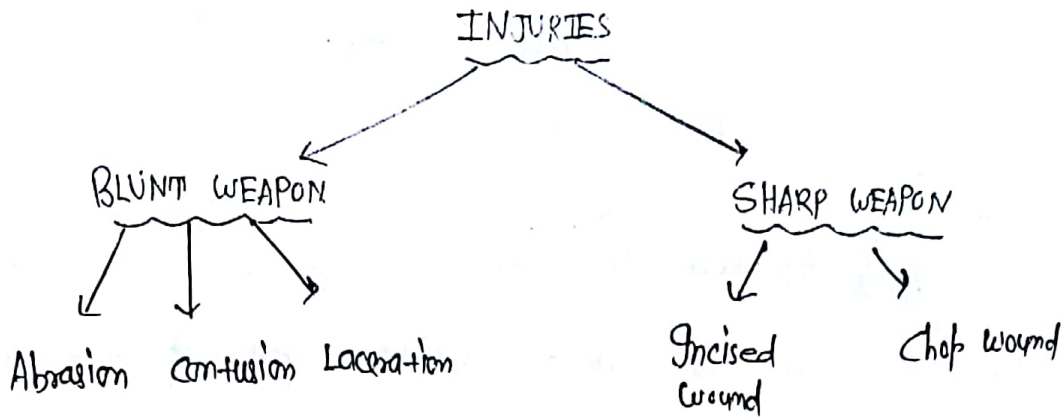 INJURIES
BLUNT WEAPON
SHARP WEAPON
Abrasion
Contusion
Laceration
Incised
wound
Chop wound